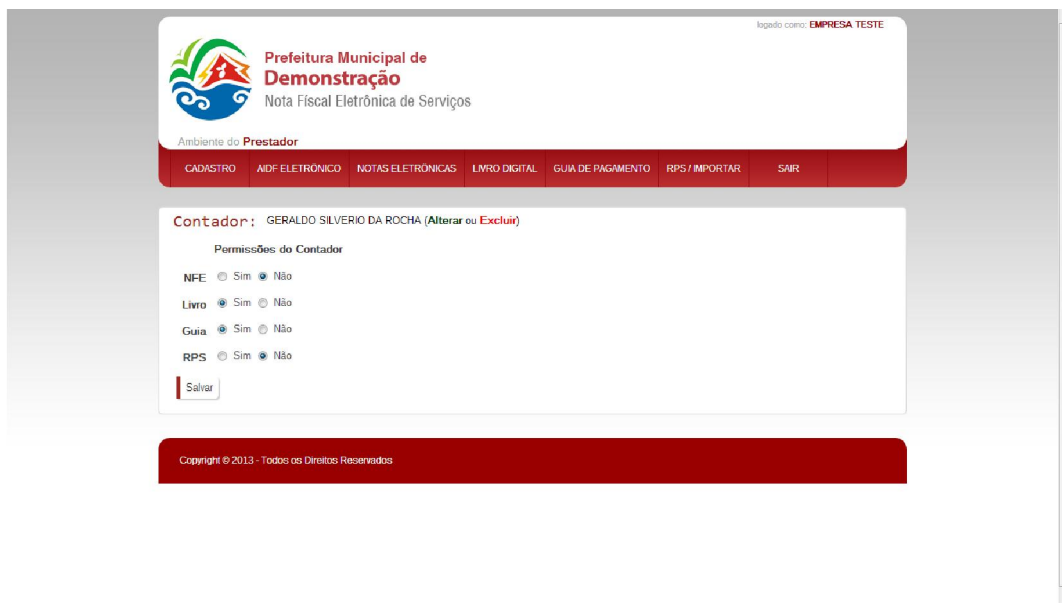 logado como: EMPRESA TESTE
Prefeitura Municipal de
Demonstração
Nota Físcal Eletrônica de Serviços
Ambiente do Prestador
CADASTRO AIDF ELETRÔNICO NOTAS ELETRÔNICAS LIVRO DIGITAL GUIA DE PAGAMENTO RPS / IMPORTAR SAIR
Contador: GERALDO SILVERIO DA ROCHA (Alterar ou Excluir)
Permissões do Contador
NFE Sim Não
Livro Sim Não
Guia Sim Não
RPS Sim Não
Salvar
Copyright © 2013 - Todos os Direitos Reservados